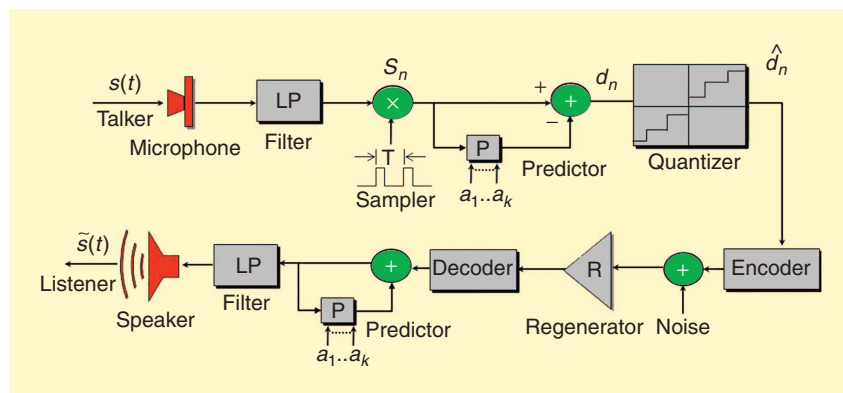 s(t)
Talker
Microphone
LP
Filter
S_n
×
T
Sampler
P
a_1..a_k
Predictor
+
−
+
d_n
Quantizer
d̂_n
Encoder
+
Noise
R
Regenerator
Decoder
+
P
Predictor
a_1..a_k
LP
Filter
Speaker
s̃(t)
Listener